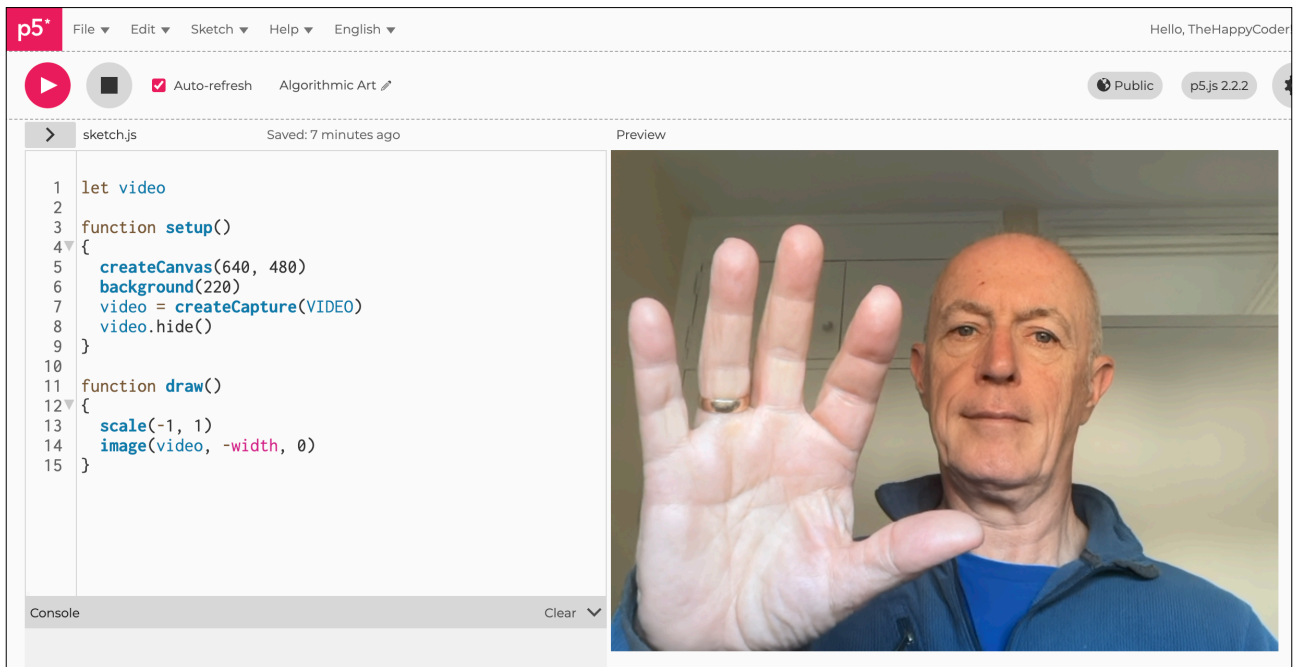 p5*
File Edit Sketch Help English
Hello, TheHappyCoder!
Auto-refresh Algorithmic Art
Public p5.js 2.2.2
sketch.js Saved: 7 minutes ago Preview
1 let video
2
3 function setup()
4 {
5 createCanvas(640, 480)
6 background(220)
7 video = createCapture(VIDEO)
8 video.hide()
9 }
10
11 function draw()
12 {
13 scale(-1, 1)
14 image(video, -width, 0)
15 }
Console Clear